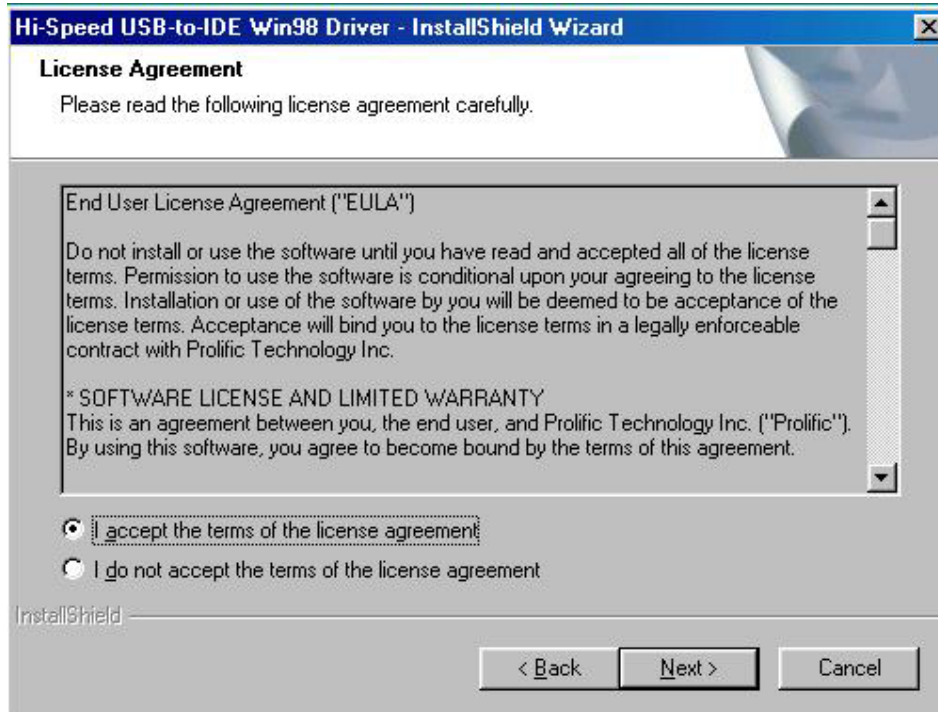 Hi-Speed USB-to-IDE Win98 Driver - InstallShield Wizard
License Agreement
Please read the following license agreement carefully.
End User License Agreement ("EULA")
Do not install or use the software until you have read and accepted all of the license
terms. Permission to use the software is conditional upon your agreeing to the license
terms. Installation or use of the software by you will be deemed to be acceptance of the
license terms. Acceptance will bind you to the license terms in a legally enforceable
contract with Prolific Technology Inc.
* SOFTWARE LICENSE AND LIMITED WARRANTY
This is an agreement between you, the end user, and Prolific Technology Inc. ("Prolific").
By using this software, you agree to become bound by the terms of this agreement.
I accept the terms of the license agreement
I do not accept the terms of the license agreement
InstallShield
< Back Next > Cancel